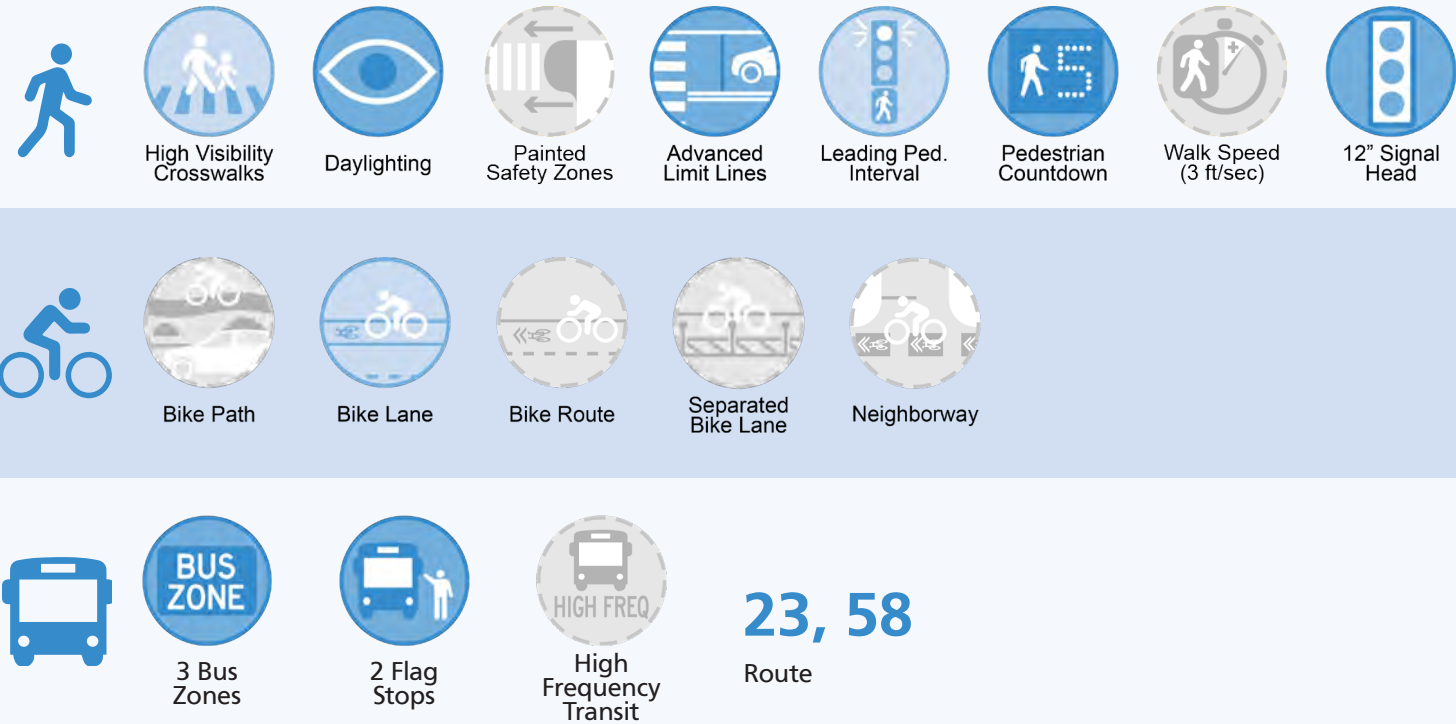 5
High Visibility
Crosswalks
Daylighting
Painted
Safety Zones
Advanced
Limit Lines
Leading Ped.
Interval
Pedestrian
Countdown
Walk Speed
(3 ft/sec)
12” Signal
Head
Bike Path
Bike Lane
Bike Route
Separated
Bike Lane
Neighborway
BUS
ZONE
3 Bus
Zones
2 Flag
Stops
HIGH FREQ
High
Frequency
Transit
23, 58
Route